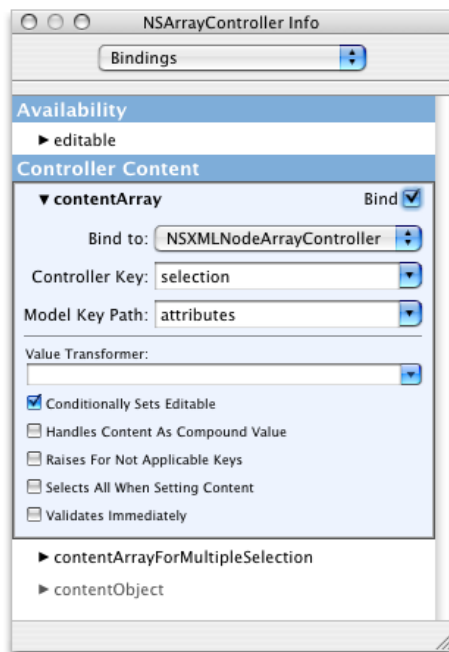 NSArrayController Info
Bindings
Availability
editable
Controller Content
contentArray Bind
Bind to: NSXMLNodeArrayController
Controller Key: selection
Model Key Path: attributes
Value Transformer:
Conditionally Sets Editable
Handles Content As Compound Value
Raises For Not Applicable Keys
Selects All When Setting Content
Validates Immediately
contentArrayForMultipleSelection
contentObject